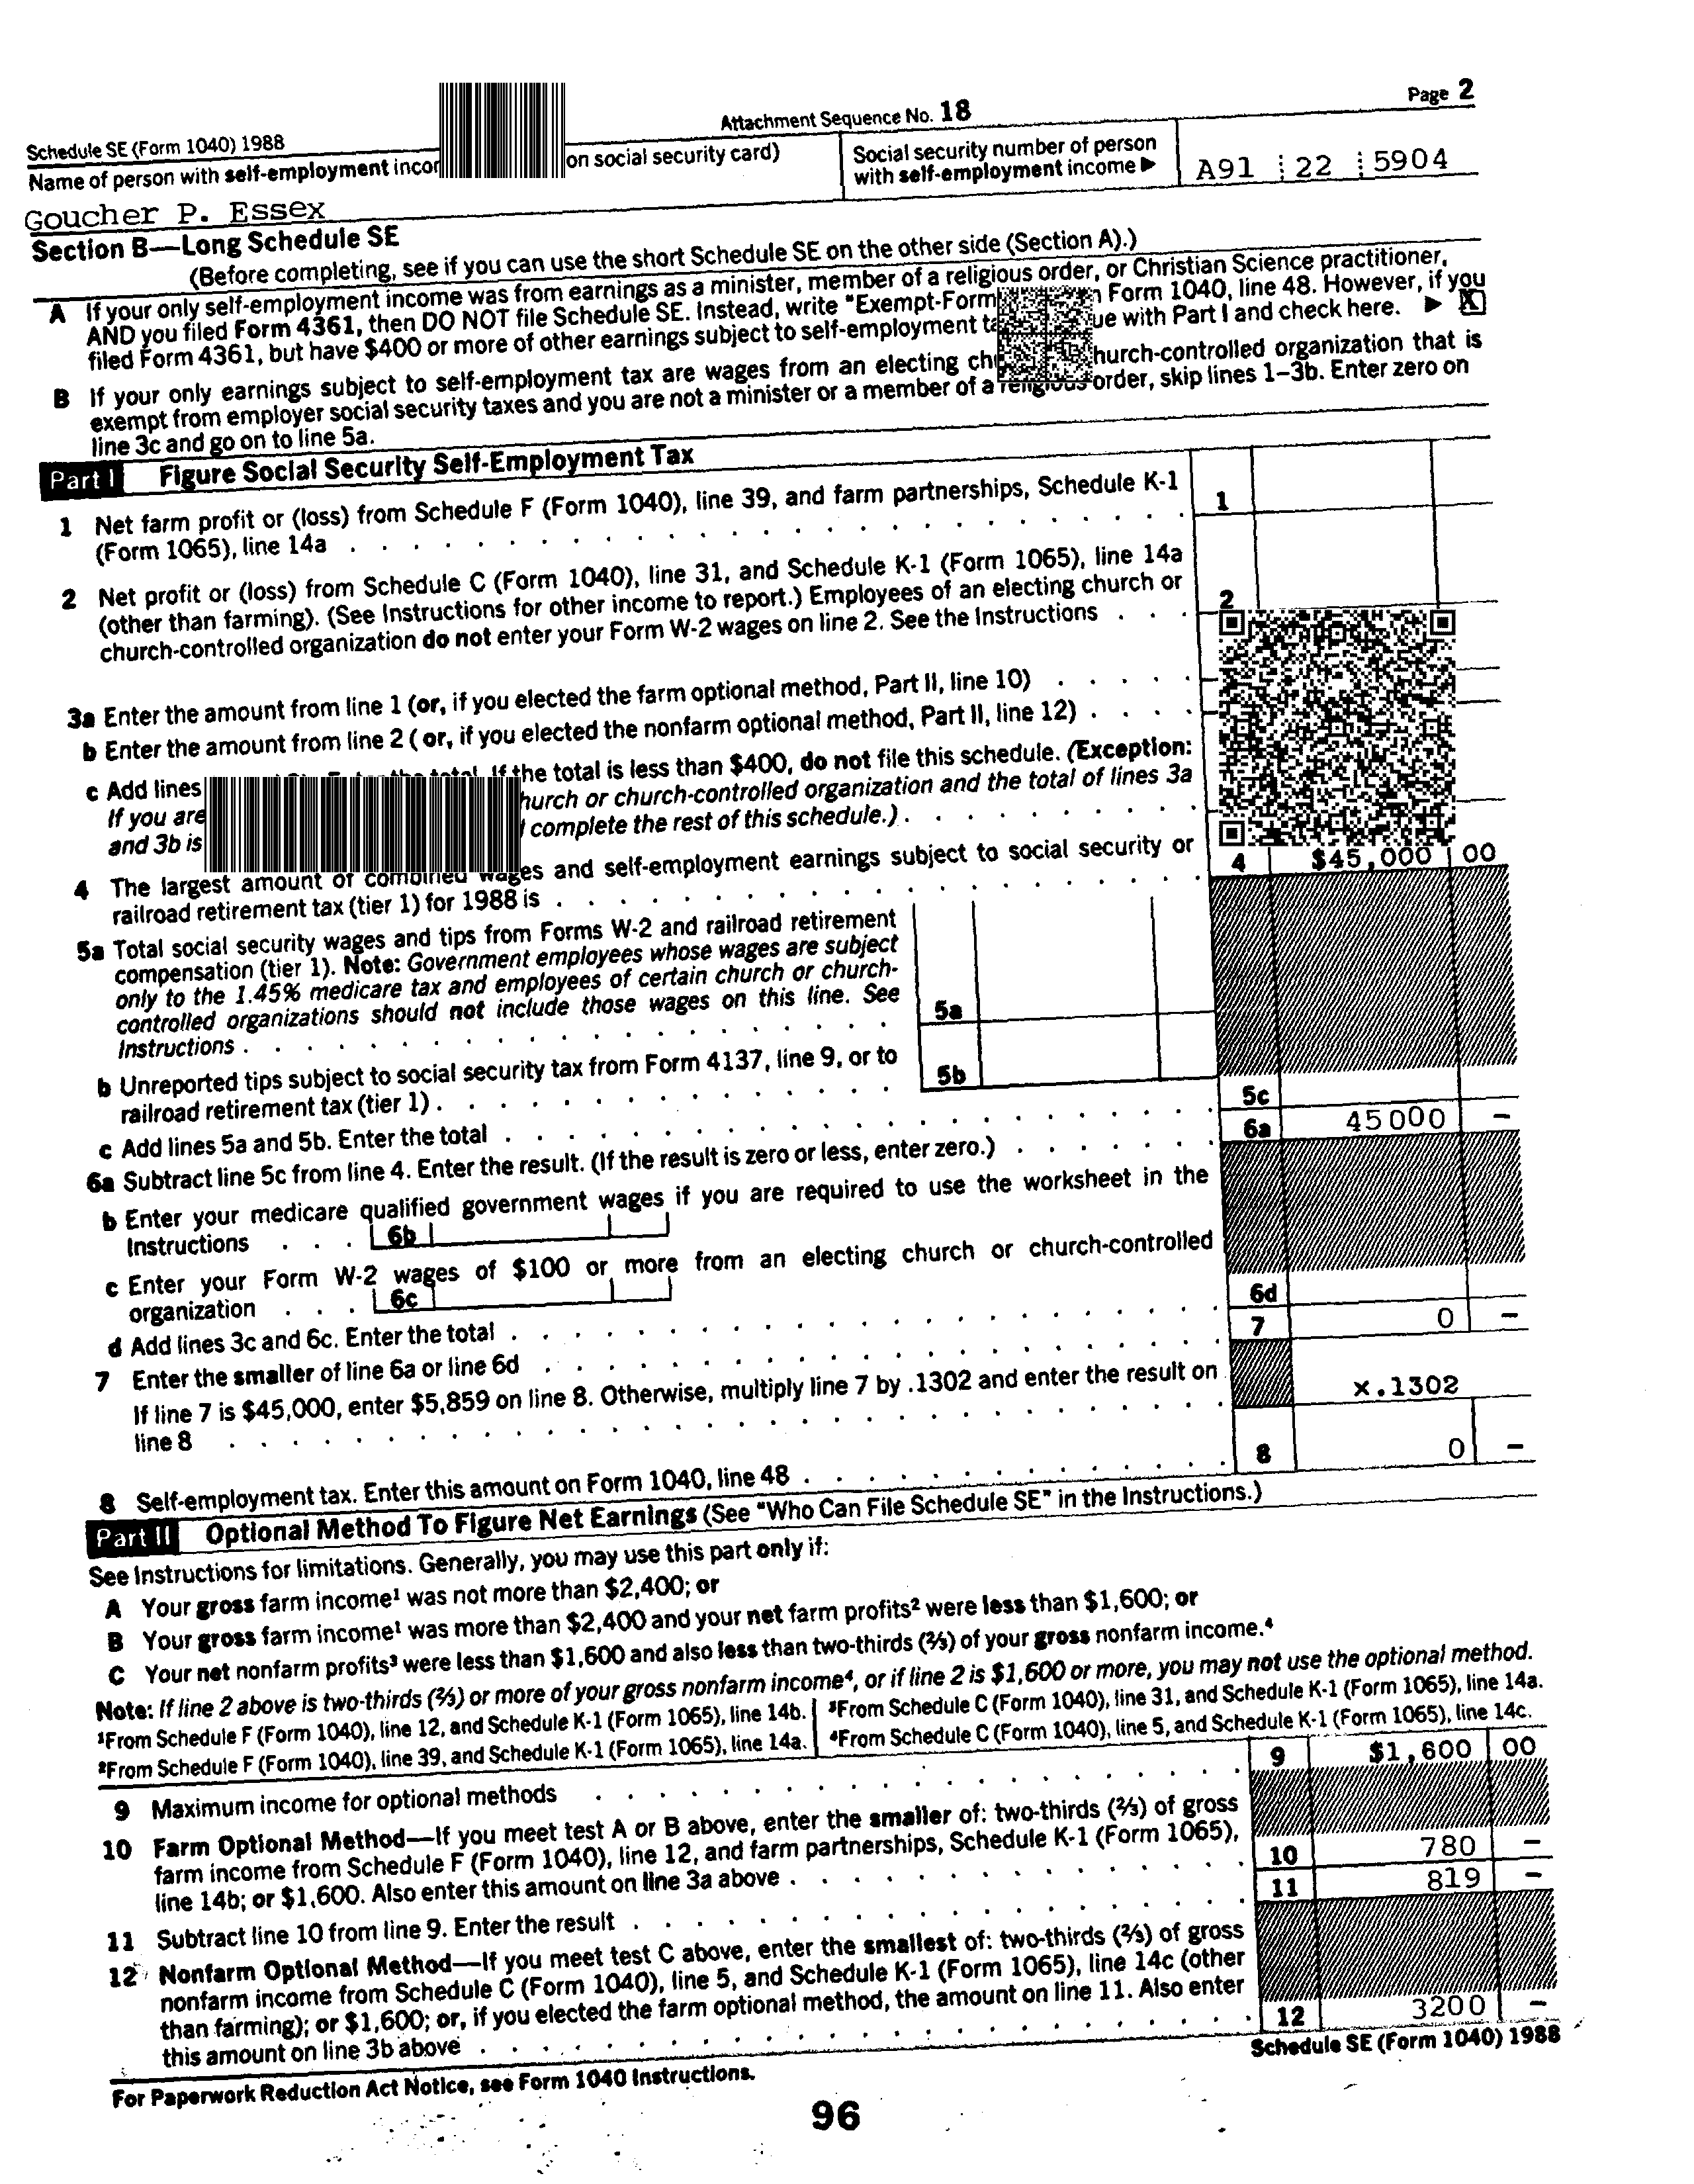 Page 2
Attachment Sequence No. 18
Schedule SE (Form 1040) 1988
Name of person with self-employment on social security card)
Social security number of person
with self-employment income ▶
A91 22 5904
Goucher P. Essex
Section B—Long Schedule SE
(Before completing, see if you can use the short Schedule SE on the other side (Section A).)
A If your only self-employment income was from earnings as a minister, member of a religious order, or Christian Science practitioner,
AND you filed Form 4361, then DO NOT file Schedule SE. Instead, write "Exempt-Form Form 1040, line 48. However, if you
filed Form 4361, but have $400 or more of other earnings subject to self-employment with Part I and check here. ▶ X
B If your only earnings subject to self-employment tax are wages from an electing church-controlled organization that is
exempt from employer social security taxes and you are not a minister or a member of a religious order, skip lines 1–3b. Enter zero on
line 3c and go on to line 5a.
Part I Figure Social Security Self-Employment Tax
1 Net farm profit or (loss) from Schedule F (Form 1040), line 39, and farm partnerships, Schedule K-1
(Form 1065), line 14a . . . 1
2 Net profit or (loss) from Schedule C (Form 1040), line 31, and Schedule K-1 (Form 1065), line 14a
(other than farming). (See Instructions for other income to report.) Employees of an electing church or
church-controlled organization do not enter your Form W-2 wages on line 2. See the Instructions . . . 2
3a Enter the amount from line 1 (or, if you elected the farm optional method, Part II, line 10) . . .
b Enter the amount from line 2 ( or, if you elected the nonfarm optional method, Part II, line 12) . . .
c Add lines If the total is less than $400, do not file this schedule. (Exception:
If you are church or church-controlled organization and the total of lines 3a
and 3b is complete the rest of this schedule.) . . .
4 The largest amount of combined wages and self-employment earnings subject to social security or
railroad retirement tax (tier 1) for 1988 is . . . 4 $45,000 00
5a Total social security wages and tips from Forms W-2 and railroad retirement
compensation (tier 1). Note: Government employees whose wages are subject
only to the 1.45% medicare tax and employees of certain church or church-
controlled organizations should not include those wages on this line. See
Instructions . . . 5a
b Unreported tips subject to social security tax from Form 4137, line 9, or to
railroad retirement tax (tier 1) . . . 5b
c Add lines 5a and 5b. Enter the total . . . 5c
6a Subtract line 5c from line 4. Enter the result. (If the result is zero or less, enter zero.) . . . 6a 45000 –
b Enter your medicare qualified government wages if you are required to use the worksheet in the
Instructions . . . 6b
c Enter your Form W-2 wages of $100 or more from an electing church or church-controlled
organization . . . 6c
d Add lines 3c and 6c. Enter the total . . . 6d
7 Enter the smaller of line 6a or line 6d . . . 7 0 –
If line 7 is $45,000, enter $5,859 on line 8. Otherwise, multiply line 7 by .1302 and enter the result on
line 8 . . . x.1302
8 Self-employment tax. Enter this amount on Form 1040, line 48 . . . 8 0 –
Part II Optional Method To Figure Net Earnings (See "Who Can File Schedule SE" in the Instructions.)
See Instructions for limitations. Generally, you may use this part only if:
A Your gross farm income¹ was not more than $2,400; or
B Your gross farm income¹ was more than $2,400 and your net farm profits² were less than $1,600; or
C Your net nonfarm profits³ were less than $1,600 and also less than two-thirds (⅔) of your gross nonfarm income.⁴
Note: If line 2 above is two-thirds (⅔) or more of your gross nonfarm income⁴, or if line 2 is $1,600 or more, you may not use the optional method.
¹From Schedule F (Form 1040), line 12, and Schedule K-1 (Form 1065), line 14b.
²From Schedule F (Form 1040), line 39, and Schedule K-1 (Form 1065), line 14a.
³From Schedule C (Form 1040), line 31, and Schedule K-1 (Form 1065), line 14a.
⁴From Schedule C (Form 1040), line 5, and Schedule K-1 (Form 1065), line 14c.
9 Maximum income for optional methods . . . 9 $1,600 00
10 Farm Optional Method—If you meet test A or B above, enter the smaller of: two-thirds (⅔) of gross
farm income from Schedule F (Form 1040), line 12, and farm partnerships, Schedule K-1 (Form 1065),
line 14b; or $1,600. Also enter this amount on line 3a above . . . 10 780 –
11 Subtract line 10 from line 9. Enter the result . . . 11 819 –
12 Nonfarm Optional Method—If you meet test C above, enter the smallest of: two-thirds (⅔) of gross
nonfarm income from Schedule C (Form 1040), line 5, and Schedule K-1 (Form 1065), line 14c (other
than farming); or $1,600; or, if you elected the farm optional method, the amount on line 11. Also enter
this amount on line 3b above . . . 12 3200 –
For Paperwork Reduction Act Notice, see Form 1040 Instructions.
Schedule SE (Form 1040) 1988
96